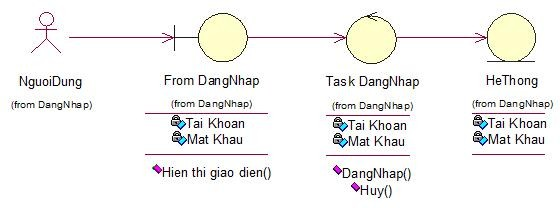 NguoiDung
(from DangNhap)
From DangNhap
(from DangNhap)
Tai Khoan
Mat Khau
Hien thi giao dien()
Task DangNhap
(from DangNhap)
Tai Khoan
Mat Khau
DangNhap()
Huy()
HeThong
(from DangNhap)
Tai Khoan
Mat Khau